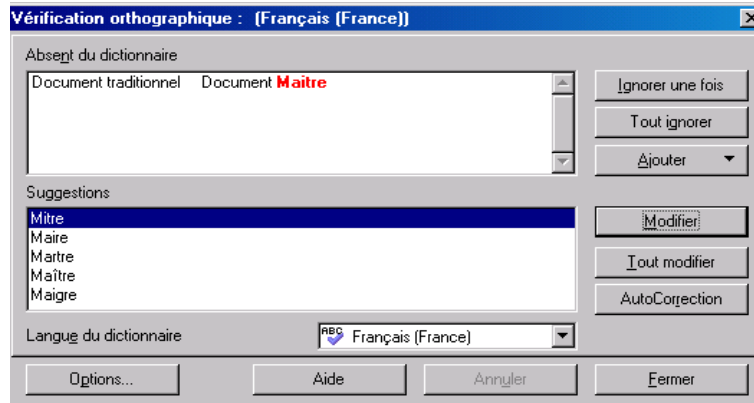 Vérification orthographique : (Français (France))
Absent du dictionnaire
Document traditionnel Document Maitre
Ignorer une fois
Tout ignorer
Ajouter
Suggestions
Mitre
Maire
Martre
Maître
Maigre
Modifier
Tout modifier
AutoCorrection
Langue du dictionnaire
ABC Français (France)
Options...
Aide
Annuler
Fermer